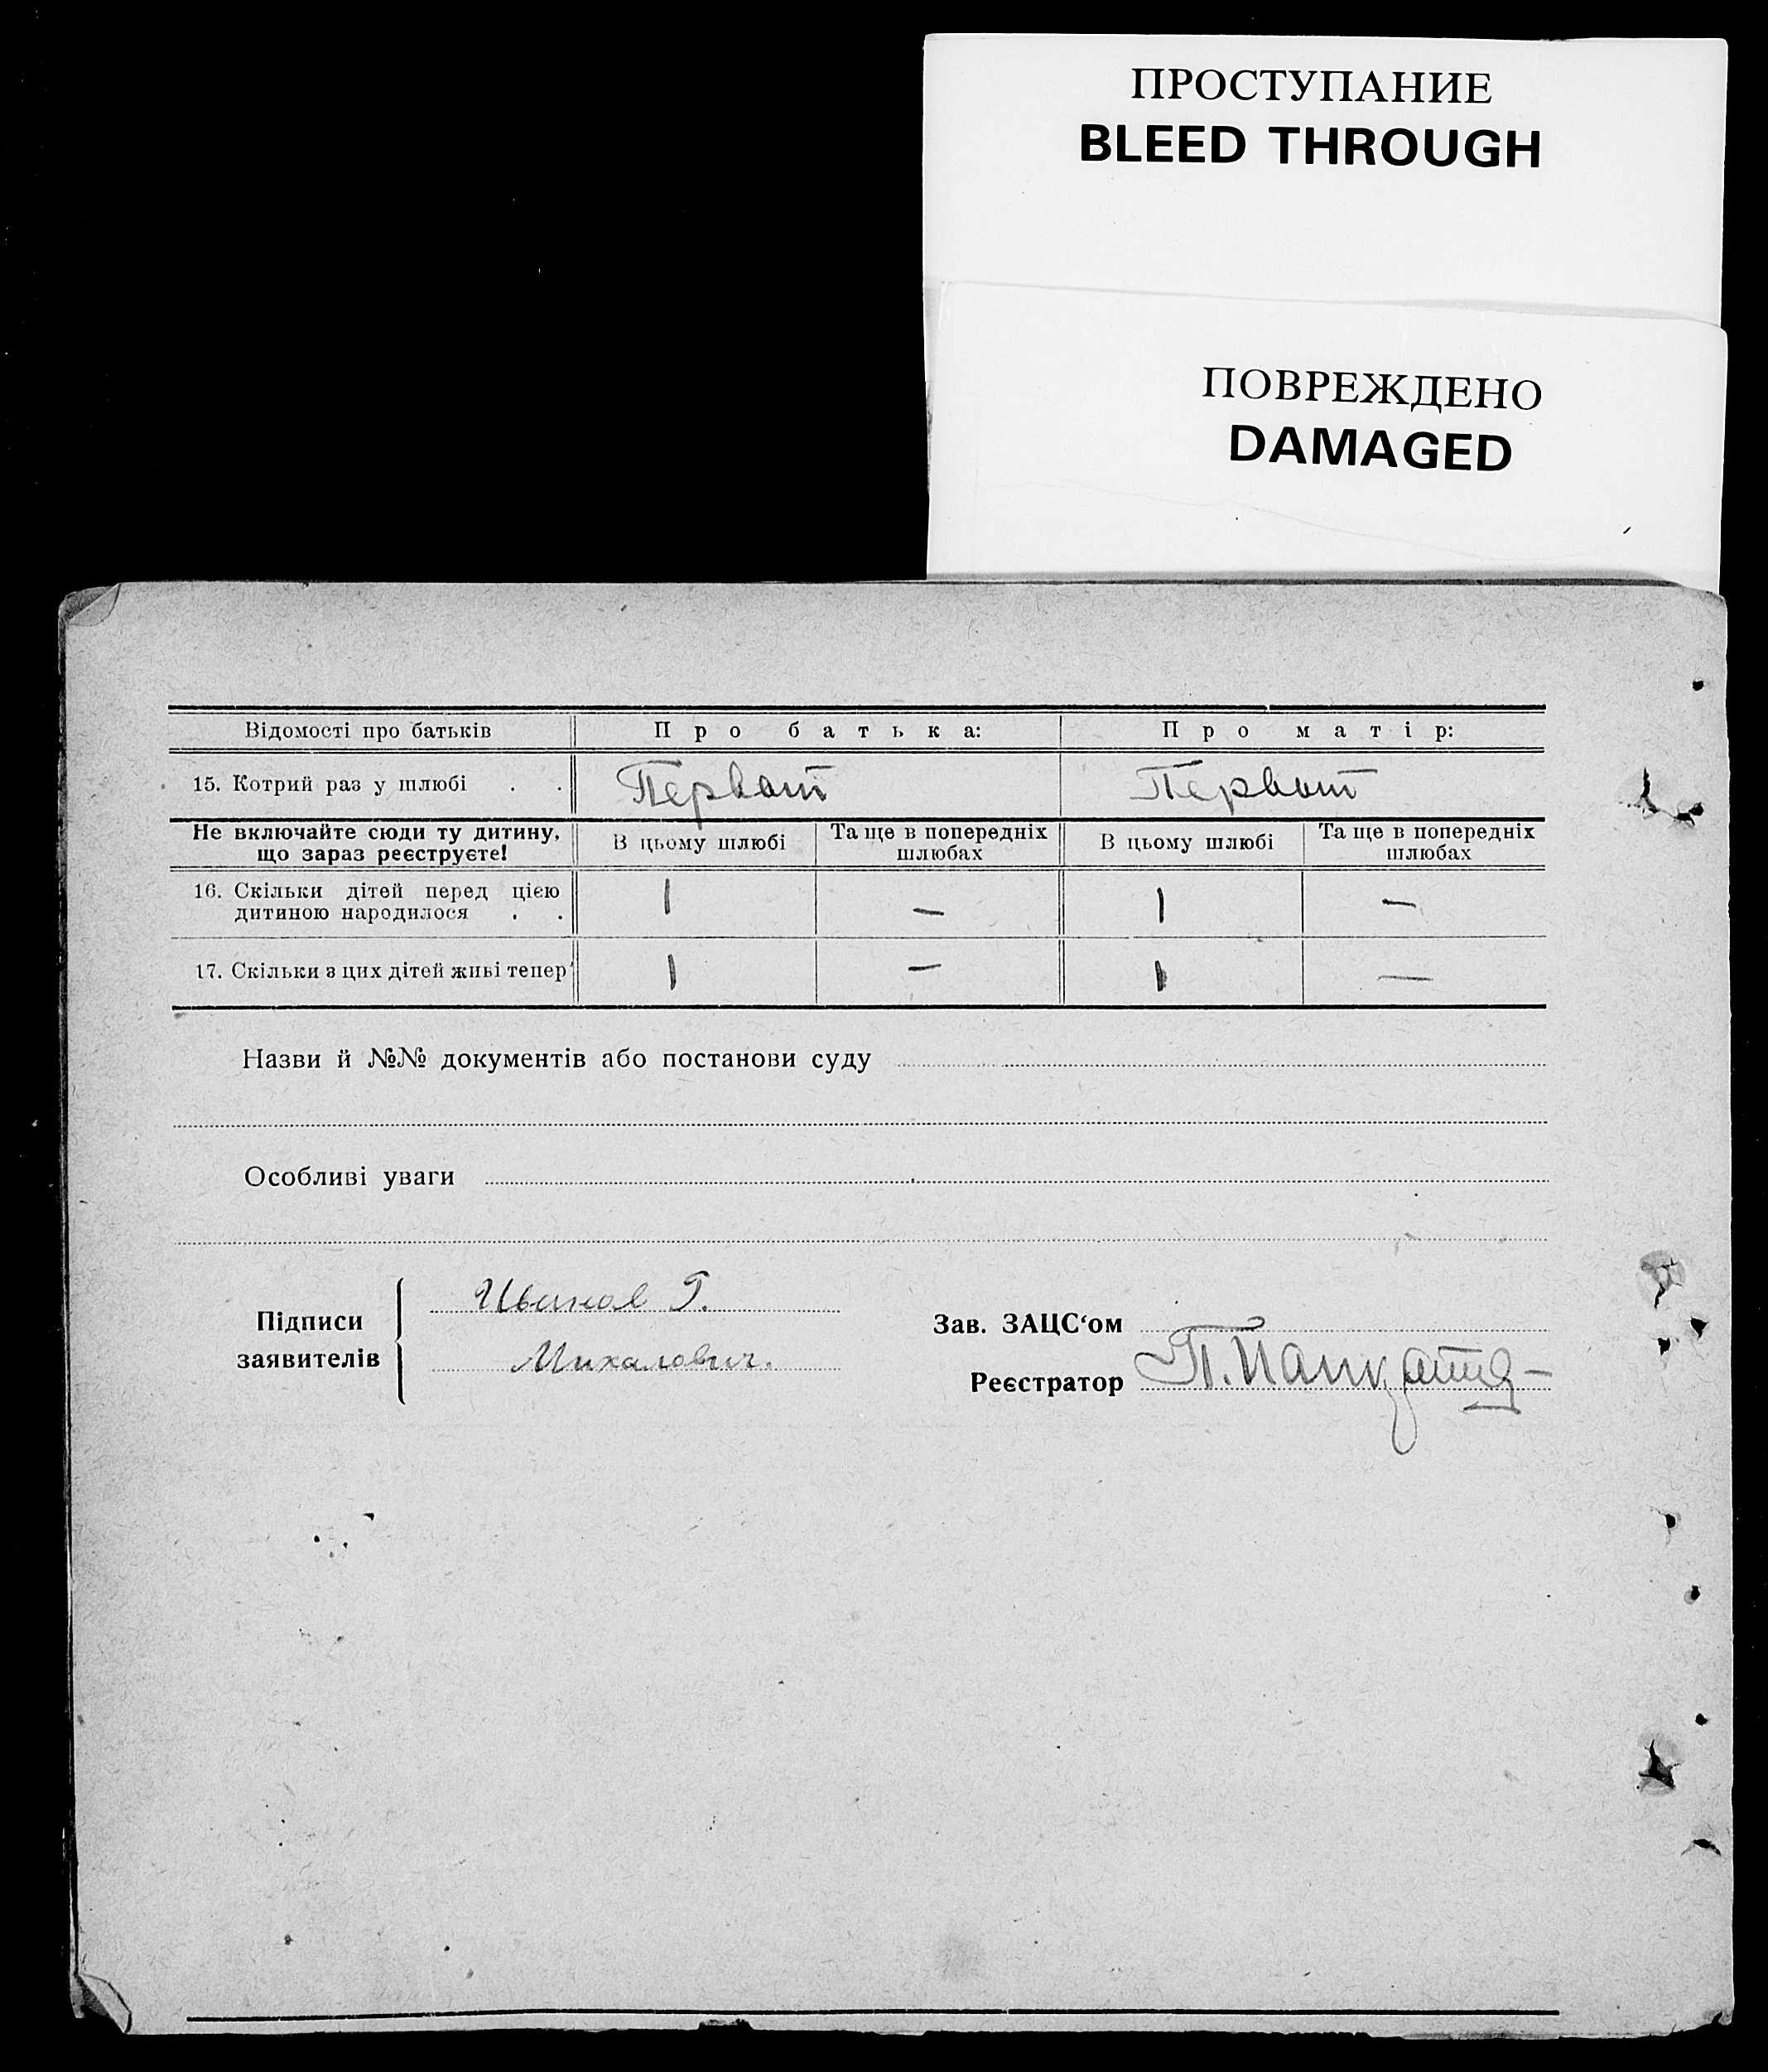 ПРОСТУПАНИЕ
BLEED THROUGH
ПОВРЕЖДЕНО
DAMAGED
Відомості про батьків Про батька: Про матір:
15. Котрий раз у шлюбі . . Перват Перват
Не включайте сюди ту дитину, що зараз реєструєте! В цьому шлюбі Та ще в попередніх шлюбах В цьому шлюбі Та ще в попередніх шлюбах
16. Скільки дітей перед цією дитиною народилося . . 1 — 1 —
17. Скільки з цих дітей живі тепер 1 — 1 —
Назви й №№ документів або постанови суду
Особливі уваги
Підписи заявителів
Иванов Г.
Михалович.
Зав. ЗАЦС‘ом
Реєстратор П.